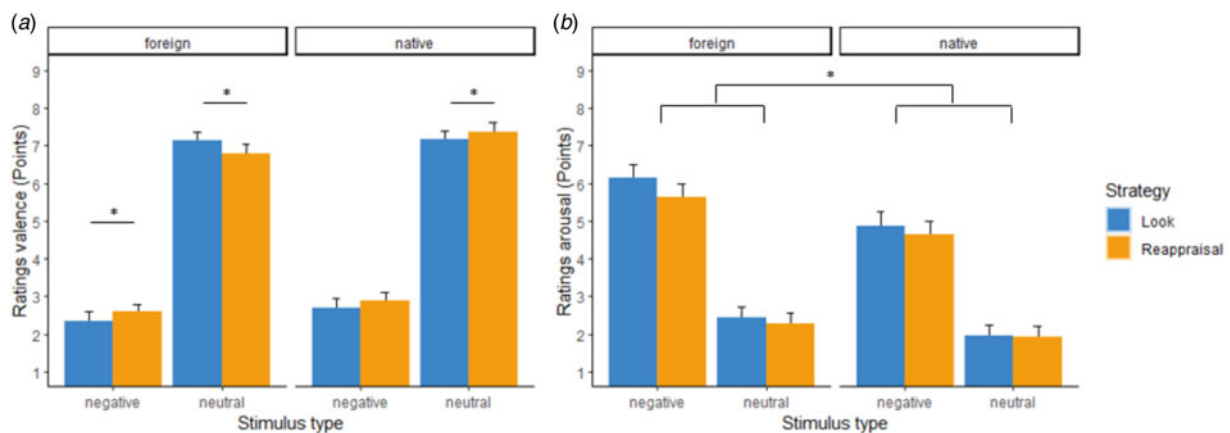 (a)
foreign
native
Ratings valence (Points)
9
8
7
6
5
4
3
2
1
*
*
*
negative
neutral
negative
neutral
Stimulus type
(b)
foreign
native
Ratings arousal (Points)
9
8
7
6
5
4
3
2
1
*
negative
neutral
negative
neutral
Stimulus type
Strategy
Look
Reappraisal